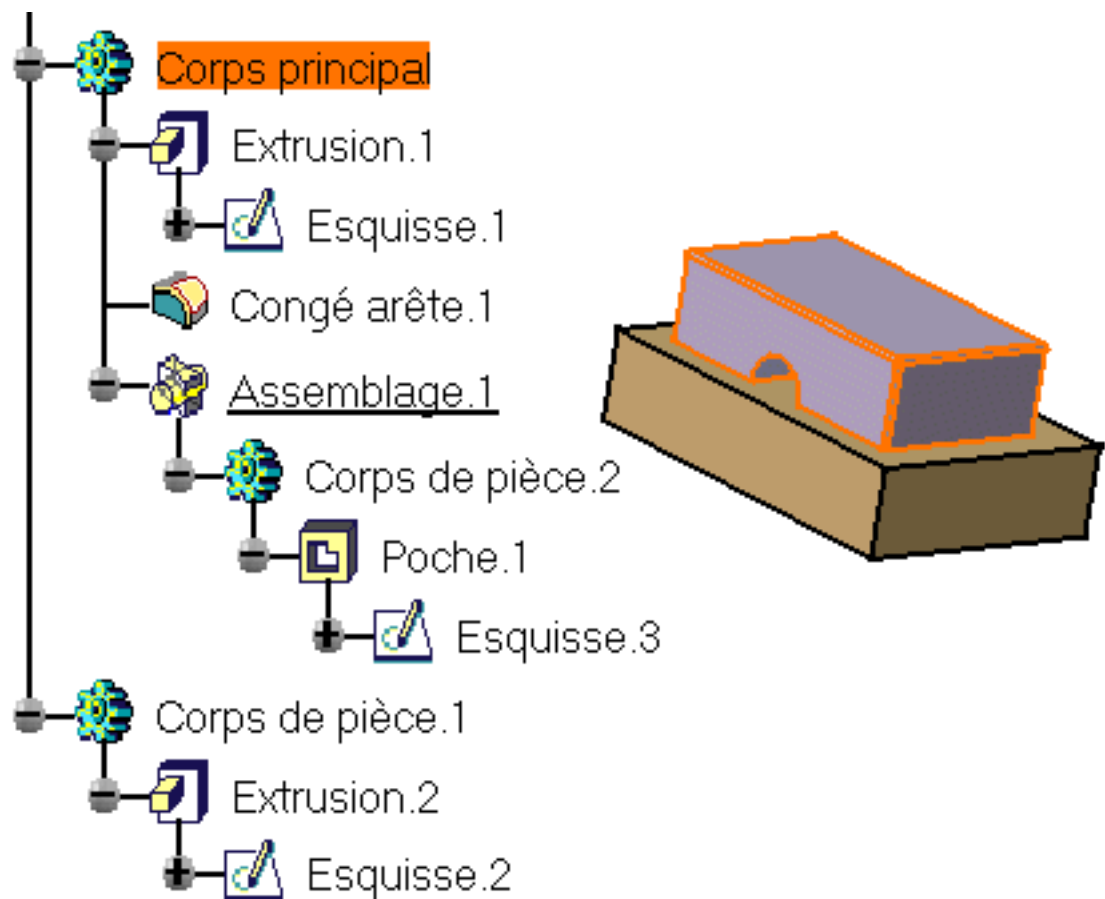 Corps principal
Extrusion.1
Esquisse.1
Congé arête.1
Assemblage.1
Corps de pièce.2
Poche.1
Esquisse.3
Corps de pièce.1
Extrusion.2
Esquisse.2